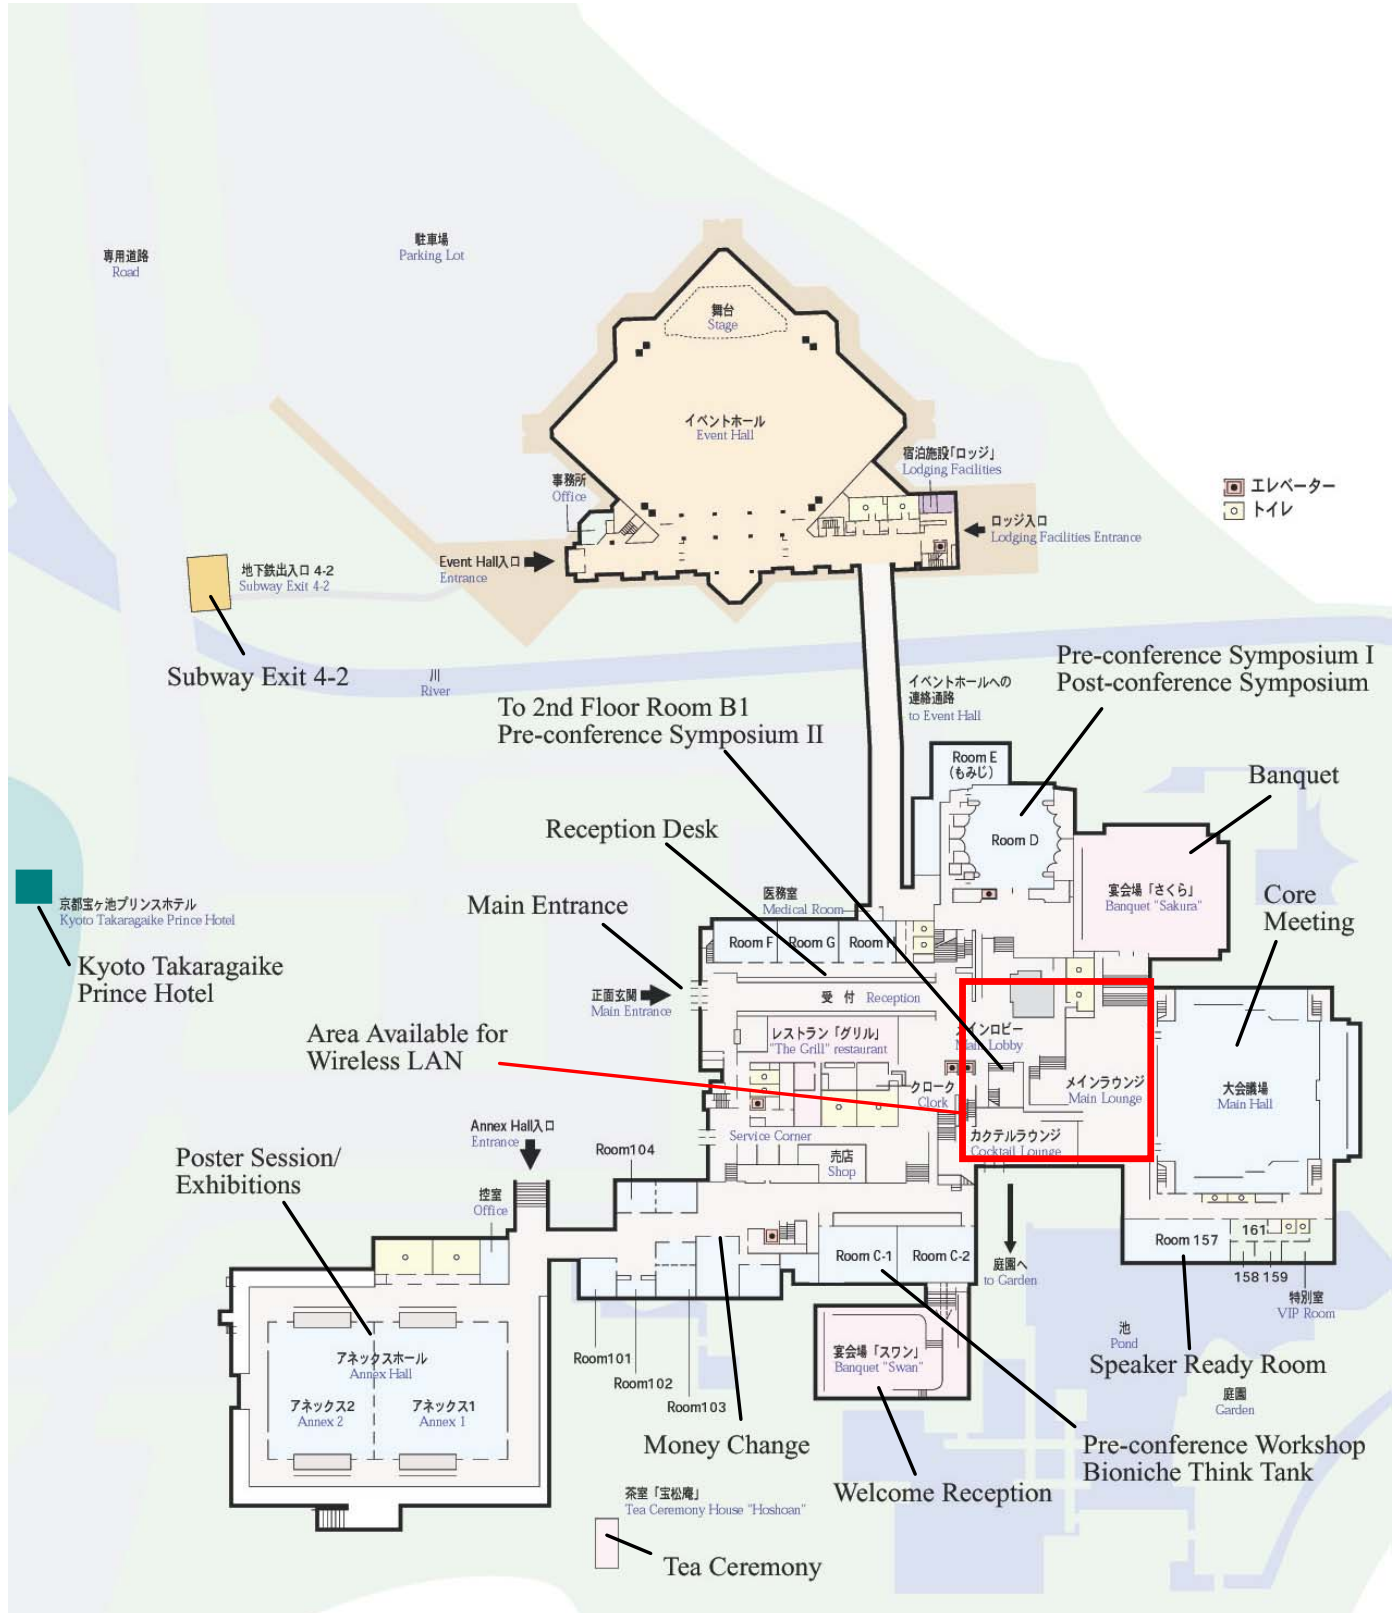 専用道路
Road
駐車場
Parking Lot
舞台
Stage
イベントホール
Event Hall
宿泊施設「ロッジ」
Lodging Facilities
事務所
Office
エレベーター
トイレ
ロッジ入口
Lodging Facilities Entrance
Event Hall入口
Entrance
地下鉄出入口 4-2
Subway Exit 4-2
Subway Exit 4-2
川
River
イベントホールへの
連絡通路
to Event Hall
Pre-conference Symposium I
Post-conference Symposium
To 2nd Floor Room B1
Pre-conference Symposium II
Room E
(もみじ)
Banquet
Reception Desk
Room D
医務室
Medical Room
宴会場「さくら」
Banquet "Sakura"
Core
Meeting
京都宝ヶ池プリンスホテル
Kyoto Takaragaike Prince Hotel
Kyoto Takaragaike
Prince Hotel
Main Entrance
Room F
Room G
Room H
正面玄関
Main Entrance
受 付 Reception
Area Available for
Wireless LAN
レストラン「グリル」
"The Grill" restaurant
メインロビー
Main Lobby
クローク
Clork
メインラウンジ
Main Lounge
大会議場
Main Hall
Annex Hall入口
Entrance
Service Corner
カクテルラウンジ
Cocktail Lounge
売店
Shop
Room104
Poster Session/
Exhibitions
控室
Office
Room C-1
Room C-2
庭園へ
to Garden
Room 157
161
158
159
特別室
VIP Room
池
Pond
Speaker Ready Room
庭園
Garden
アネックスホール
Annex Hall
アネックス2
Annex 2
アネックス1
Annex 1
Room101
Room102
Room103
宴会場「スワン」
Banquet "Swan"
Money Change
Pre-conference Workshop
Bioniche Think Tank
Welcome Reception
茶室「宝松庵」
Tea Ceremony House "Hoshoan"
Tea Ceremony